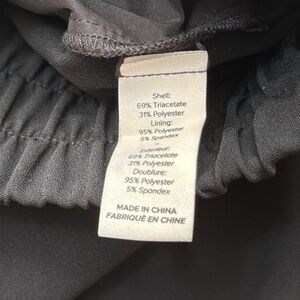 Shell:
69% Triacetate
31% Polyester
Lining:
95% Polyester
5% Spandex
–
Extérieur:
69% Triacetate
31% Polyester
Doublure:
95% Polyester
5% Spandex
MADE IN CHINA
FABRIQUÉ EN CHINE